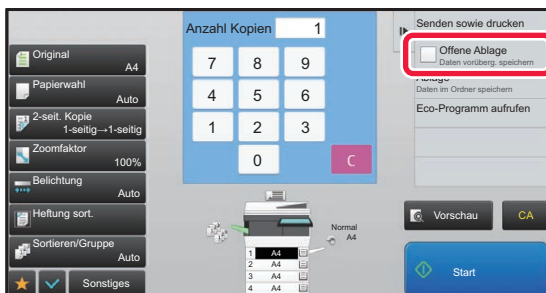 Original
A4
Papierwahl
Auto
2-seit. Kopie
1-seitig→1-seitig
Zoomfaktor
100%
Belichtung
Auto
Heftung sort.
Sortieren/Gruppe
Auto
Sonstiges
Anzahl Kopien 1
7 8 9
4 5 6
1 2 3
0 C
Normal
A4
1 A4
2 A4
3 A4
4 A4
Senden sowie drucken
Offene Ablage
Daten vorüberg. speichern
Ablage
Daten im Ordner speichern
Eco-Programm aufrufen
Vorschau CA
Start